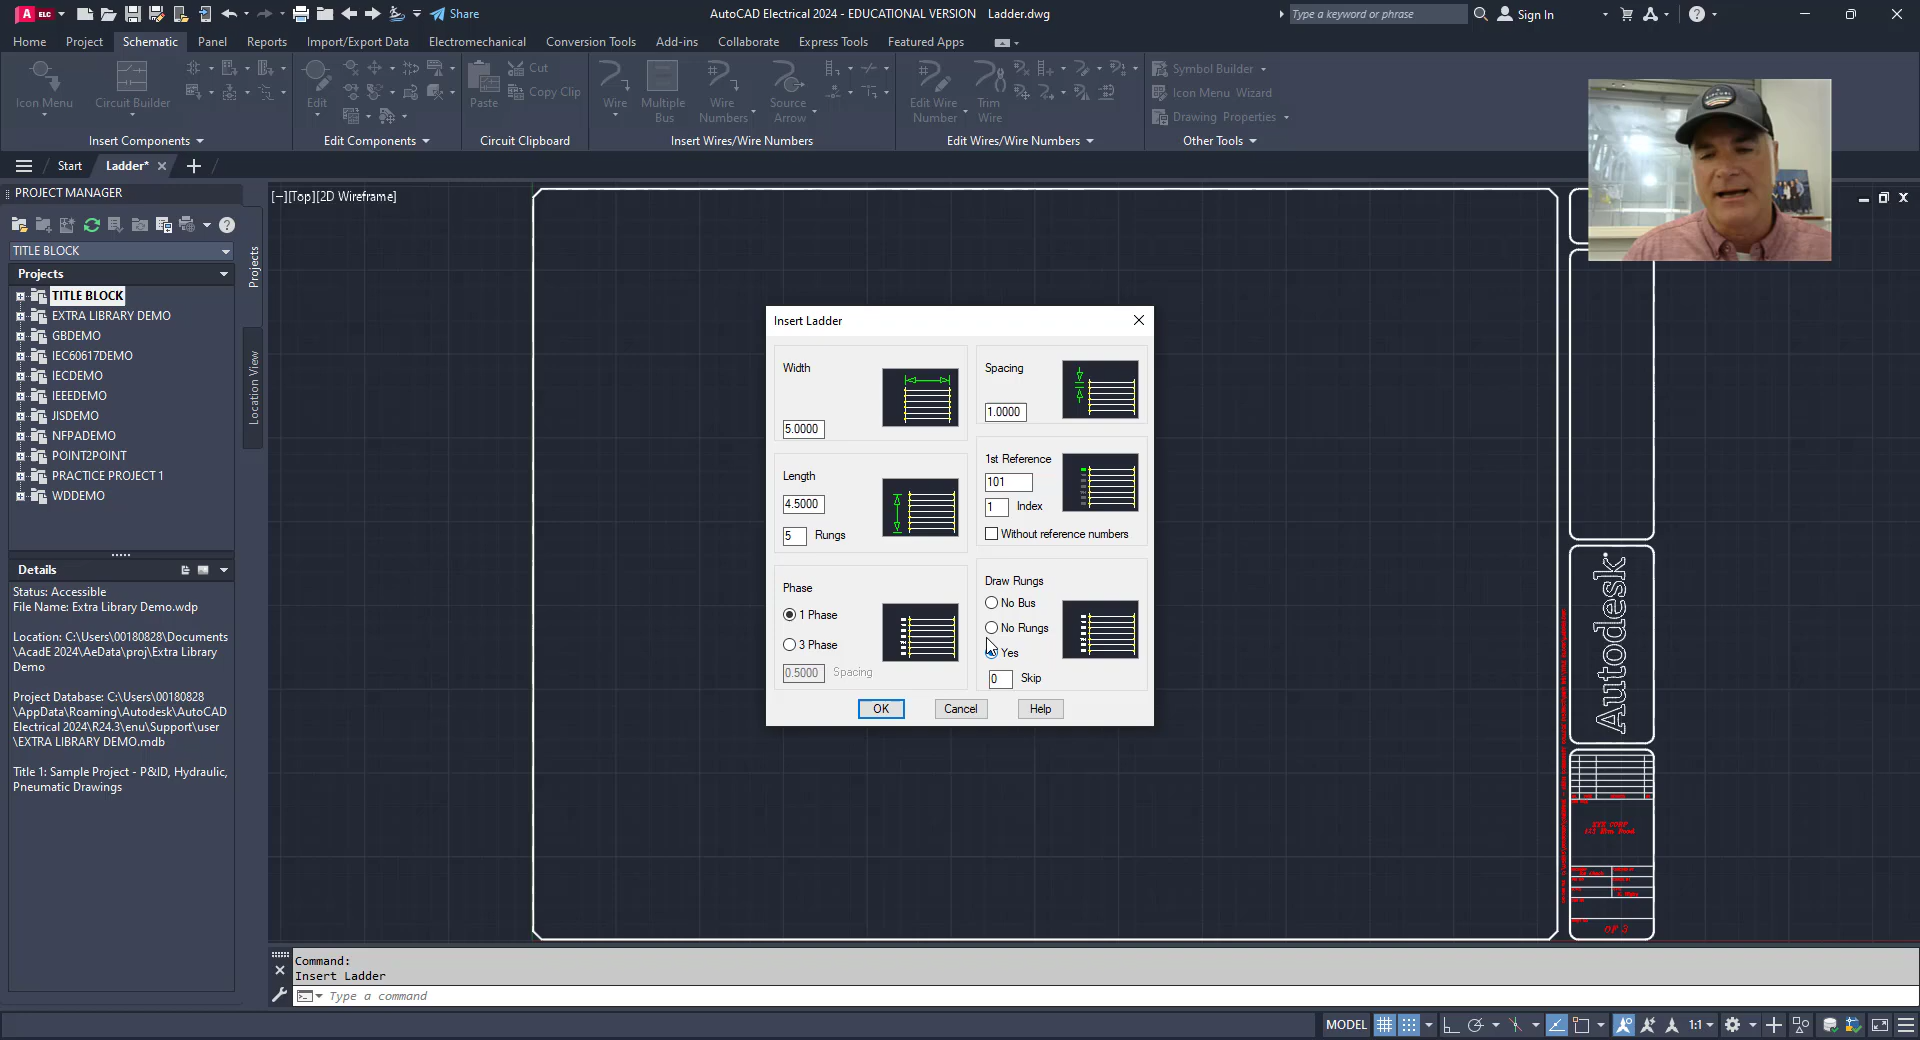 A ELC
Share
AutoCAD Electrical 2024 - EDUCATIONAL VERSION Ladder.dwg
Type a keyword or phrase
Sign In
Home Project Schematic Panel Reports Import/Export Data Electromechanical Conversion Tools Add-ins Collaborate Express Tools Featured Apps
Icon Menu
Circuit Builder
Insert Components
Edit
Edit Components
Paste
Cut
Copy Clip
Circuit Clipboard
Wire
Multiple
Bus
Wire
Numbers
Source
Arrow
Insert Wires/Wire Numbers
Edit Wire
Number
Trim
Wire
Edit Wires/Wire Numbers
Symbol Builder
Icon Menu Wizard
Drawing Properties
Other Tools
Start
Ladder*
PROJECT MANAGER
TITLE BLOCK
Projects
TITLE BLOCK
EXTRA LIBRARY DEMO
GBDEMO
IEC60617DEMO
IECDEMO
IEEEDEMO
JISDEMO
NFPADEMO
POINT2POINT
PRACTICE PROJECT 1
WDDEMO
Projects
Location View
Details
Status: Accessible
File Name: Extra Library Demo.wdp
Location: C:\Users\00180828\Documents
\AcadE 2024\AeData\proj\Extra Library
Demo
Project Database: C:\Users\00180828
\AppData\Roaming\Autodesk\AutoCAD
Electrical 2024\R24.3\enu\Support\user
\EXTRA LIBRARY DEMO.mdb
Title 1: Sample Project - P&ID, Hydraulic,
Pneumatic Drawings
[−][Top][2D Wireframe]
Insert Ladder
Width
5.0000
Length
4.5000
5 Rungs
Phase
1 Phase
3 Phase
0.5000 Spacing
Spacing
1.0000
1st Reference
101
1 Index
Without reference numbers
Draw Rungs
No Bus
No Rungs
Yes
0 Skip
OK
Cancel
Help
Autodesk
XYZ CORP
OF 3
Command:
Insert Ladder
Type a command
MODEL
1:1